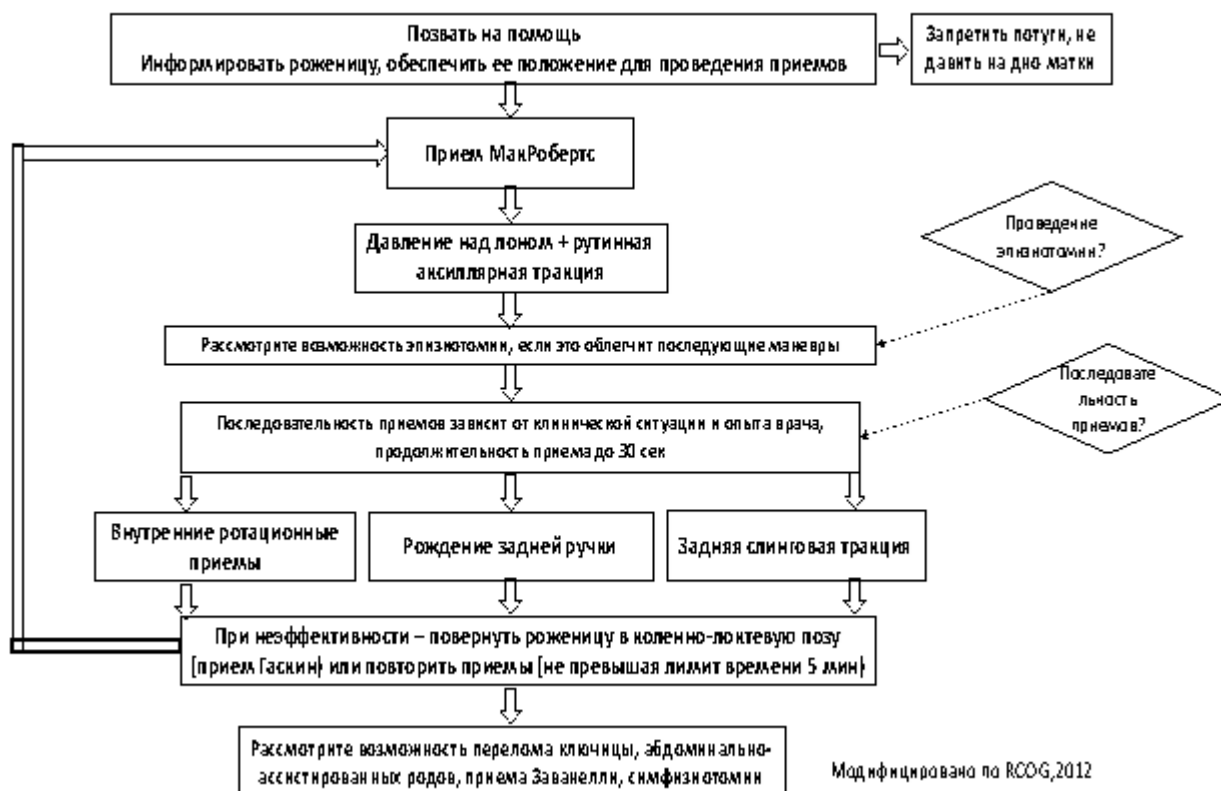 Позвать на помощь
Информировать роженицу, обеспечить ее положение для проведения приемов
Запретить потуги, не
давить на дно матки
Прием МакРобертс
Давление над лоном + рутинная
аксиллярная тракция
Проведение
эпизиотомии?
Рассмотрите возможность эпизиотомии, если это облегчит последующие маневры
Последовате
льность
приемов?
Последовательность приемов зависит от клинической ситуации и опыта врача,
продолжительность приема до 30 сек
Внутренние ротационные
приемы
Рождение задней ручки
Задняя слинговая тракция
При неэффективности – повернуть роженицу в коленно-локтевую позу
(прием Гаскин) или повторить приемы (не превышая лимит времени 5 мин)
Рассмотрите возможность перелома ключицы, абдоминально-
ассистированных родов, приема Заванелли, симфизиотомии
Модифицировано по RCOG,2012